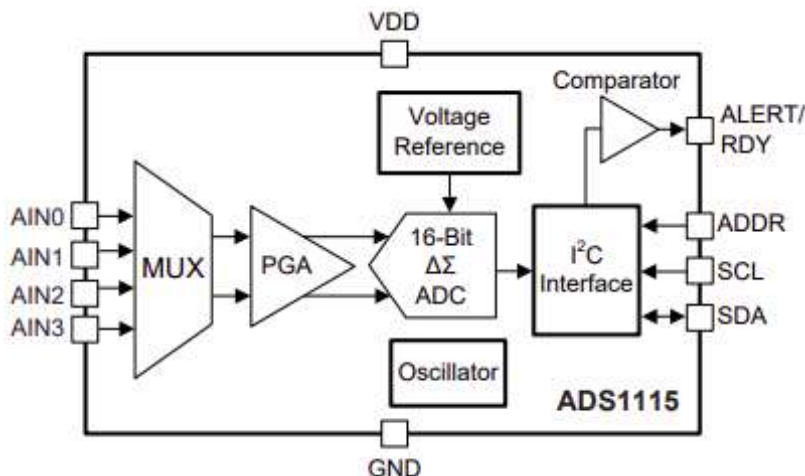 VDD
Comparator
Voltage
Reference
ALERT/
RDY
AIN0
AIN1
AIN2
AIN3
MUX
PGA
16-Bit
ΔΣ
ADC
I²C
Interface
ADDR
SCL
SDA
Oscillator
ADS1115
GND